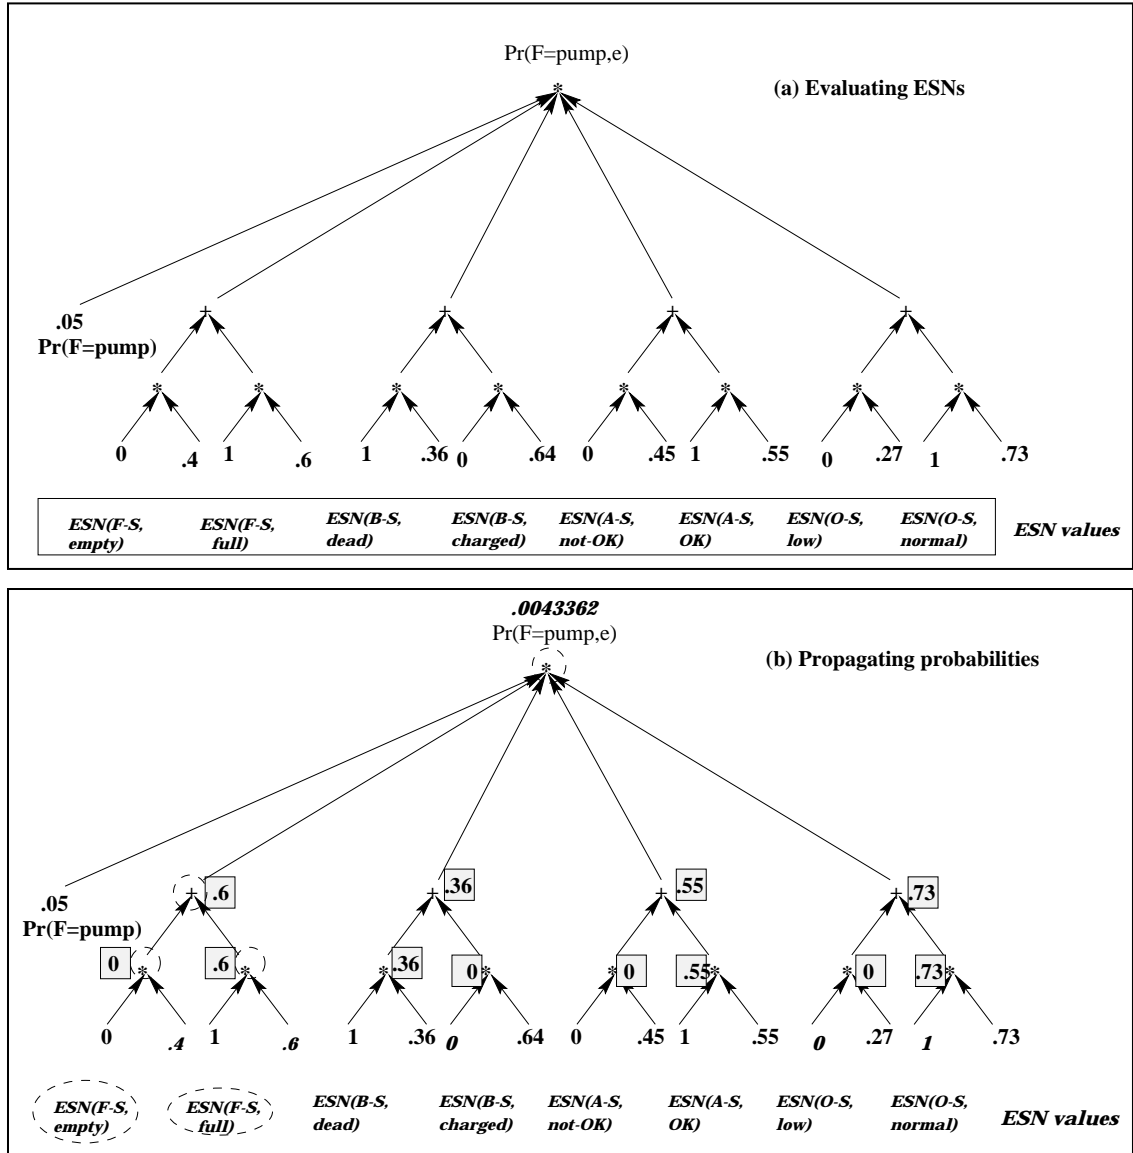 Pr(F=pump,e)
*
(a) Evaluating ESNs
.05
Pr(F=pump)
+ + + +
* * * * * * * *
0 .4 1 .6 1 .36 0 .64 0 .45 1 .55 0 .27 1 .73
ESN(F-S, ESN(F-S, ESN(B-S, ESN(B-S, ESN(A-S, ESN(A-S, ESN(O-S, ESN(O-S,
empty) full) dead) charged) not-OK) OK) low) normal)
ESN values
.0043362
Pr(F=pump,e)
*
(b) Propagating probabilities
.05
Pr(F=pump)
+ .6 + .36 + .55 + .73
0 * .6 * * .36 0 * * 0 .55 * * 0 .73 *
0 .4 1 .6 1 .36 0 .64 0 .45 1 .55 0 .27 1 .73
ESN(F-S, ESN(F-S, ESN(B-S, ESN(B-S, ESN(A-S, ESN(A-S, ESN(O-S, ESN(O-S,
empty) full) dead) charged) not-OK) OK) low) normal)
ESN values